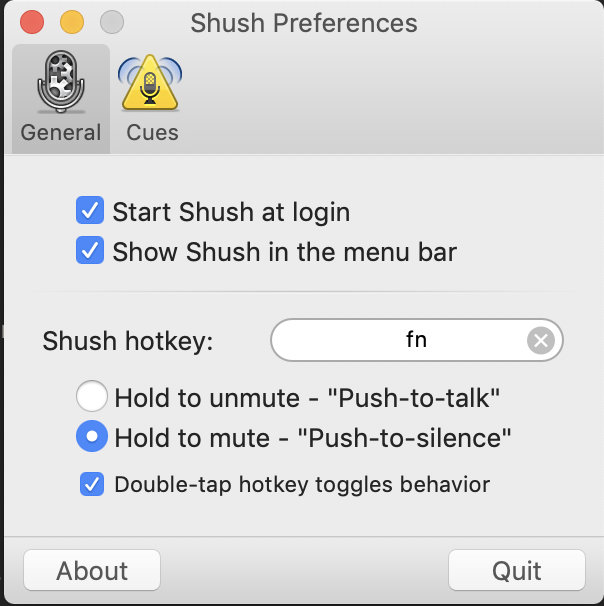 Shush Preferences
General Cues
Start Shush at login
Show Shush in the menu bar
Shush hotkey: fn
Hold to unmute - "Push-to-talk"
Hold to mute - "Push-to-silence"
Double-tap hotkey toggles behavior
About Quit